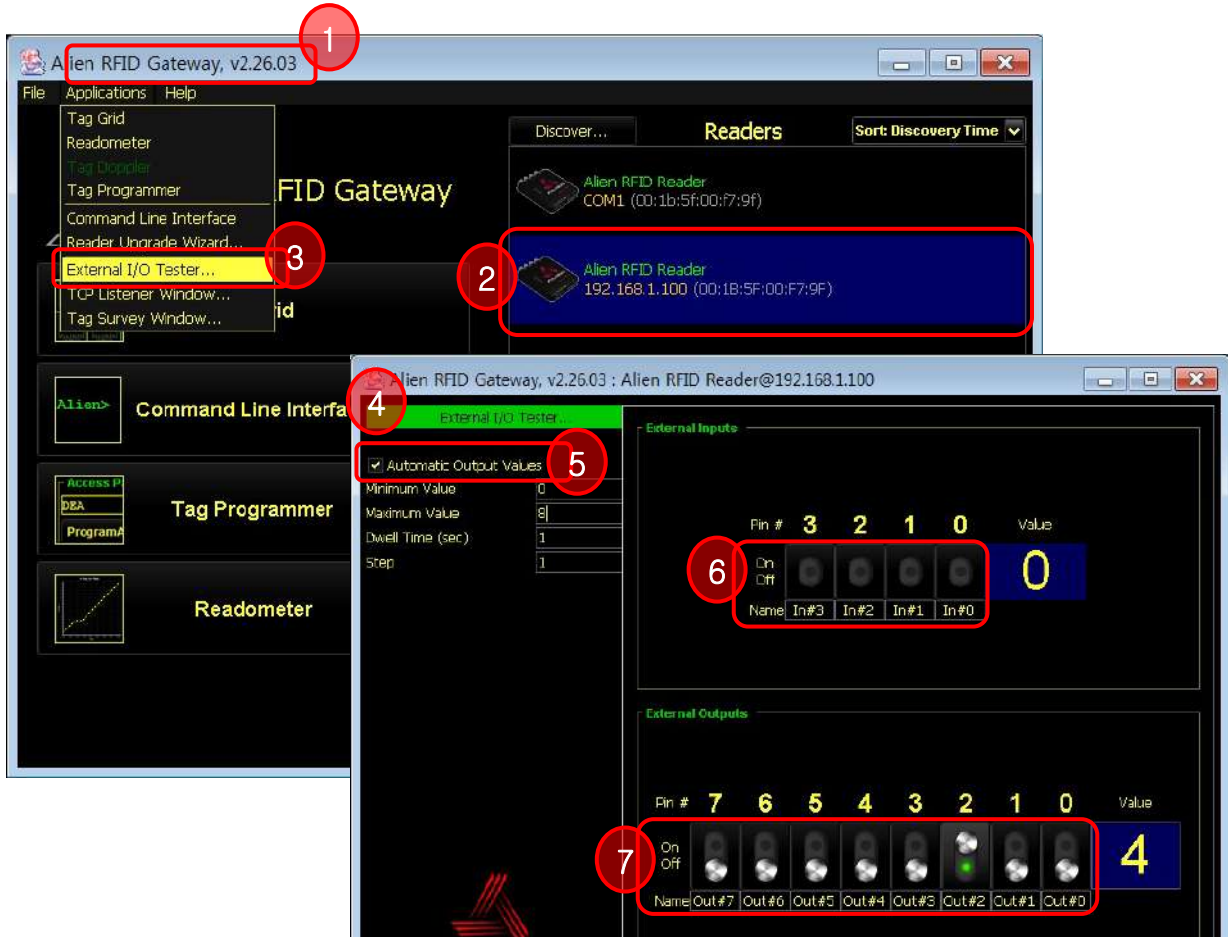 1
Alien RFID Gateway, v2.26.03
File Applications Help
Tag Grid
Readometer
Tag Doppler
Tag Programmer
Command Line Interface
Reader Upgrade Wizard...
External I/O Tester...
TCP Listener Window...
Tag Survey Window...
3
FID Gateway
id
Discover... Readers Sort: Discovery Time
Alien RFID Reader
COM1 (00:1b:5f:00:f7:9f)
2
Alien RFID Reader
192.168.1.100 (00:1B:5F:00:F7:9F)
Alien>
Command Line Interfa
Access P
DEA
ProgramA
Tag Programmer
Readometer
Alien RFID Gateway, v2.26.03 : Alien RFID Reader@192.168.1.100
4
External I/O Tester...
Automatic Output Values
5
Minimum Value 0
Maximum Value 8
Dwell Time (sec) 1
Step 1
External Inputs
Pin # 3 2 1 0 Value
6
On
Off
0
Name In#3 In#2 In#1 In#0
External Outputs
Pin # 7 6 5 4 3 2 1 0 Value
7
On
Off
4
Name Out#7 Out#6 Out#5 Out#4 Out#3 Out#2 Out#1 Out#0